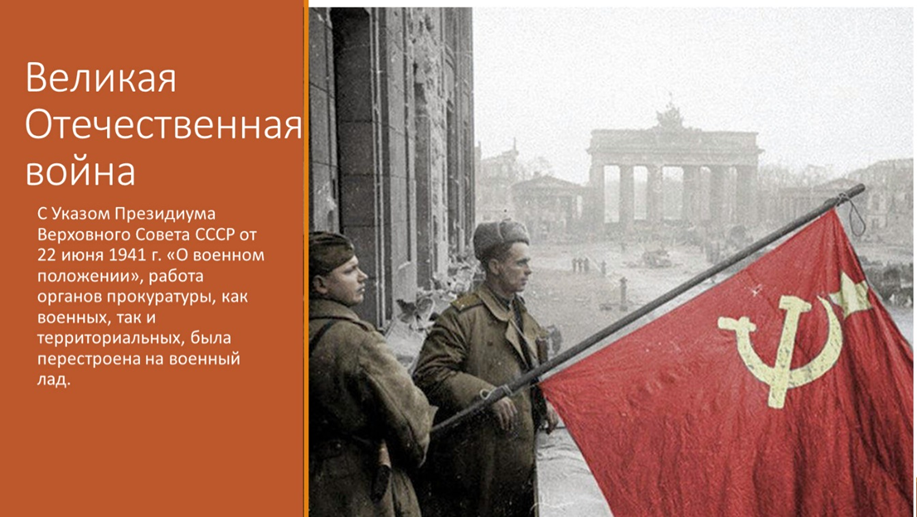 Великая
Отечественная
война
С Указом Президиума
Верховного Совета СССР от
22 июня 1941 г. «О военном
положении», работа
органов прокуратуры, как
военных, так и
территориальных, была
перестроена на военный
лад.